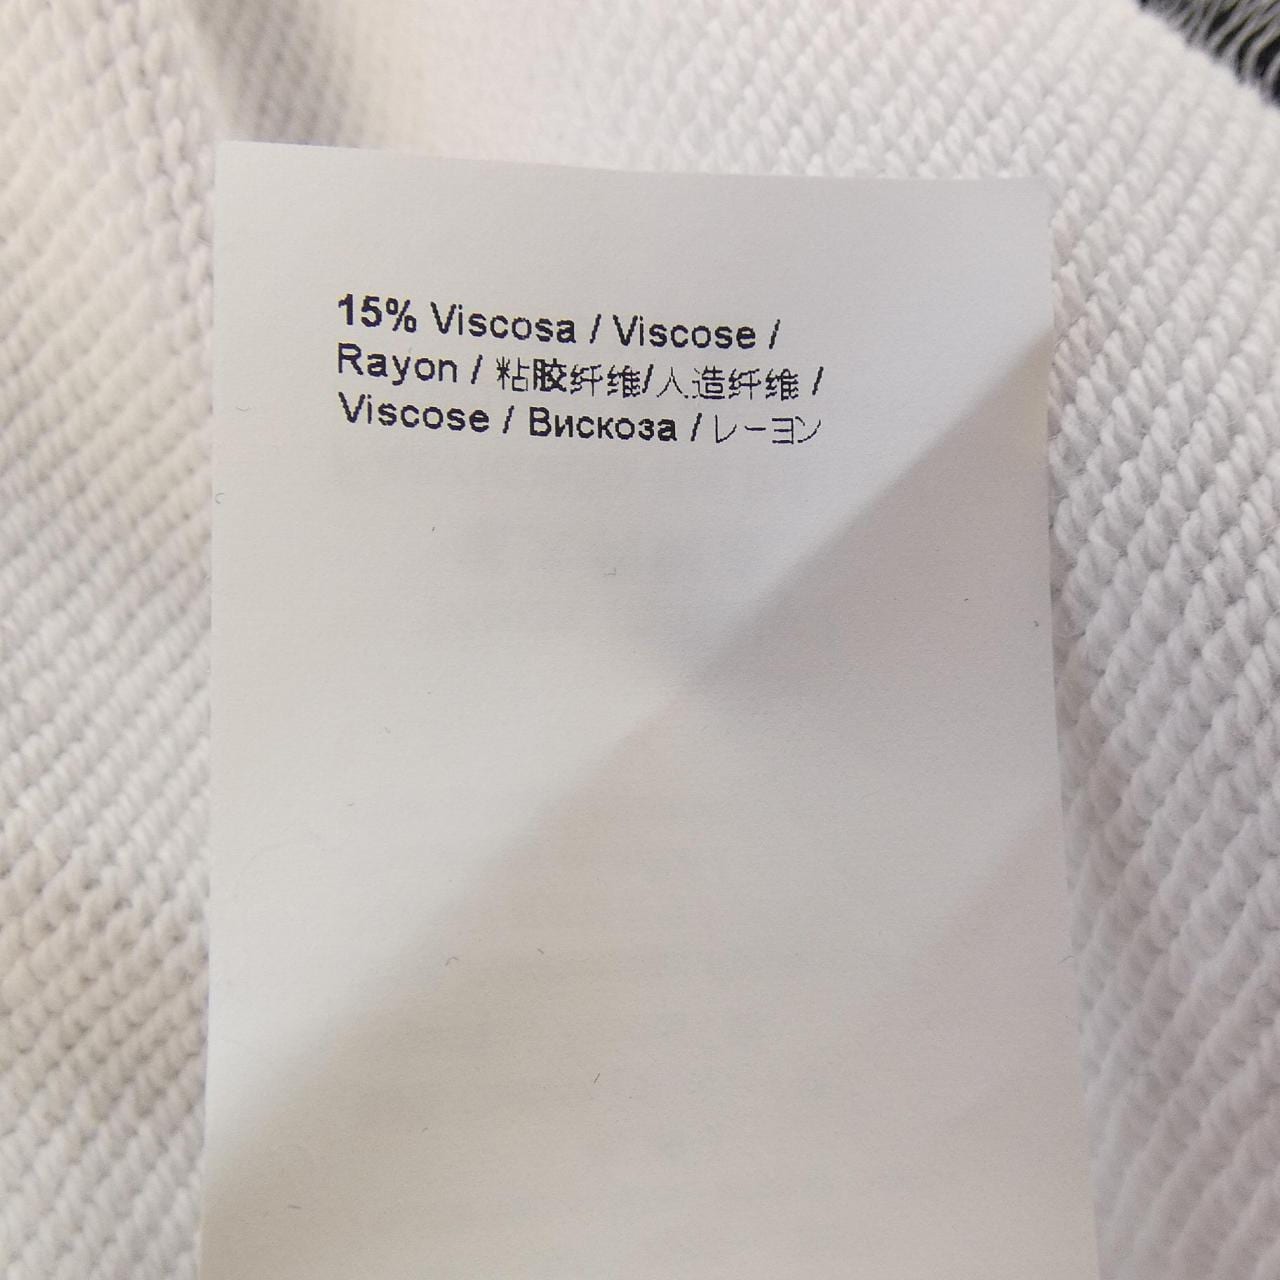 15% Viscosa / Viscose /
Rayon / 粘胶纤维/人造纤维 /
Viscose / Вискоза / レーヨン